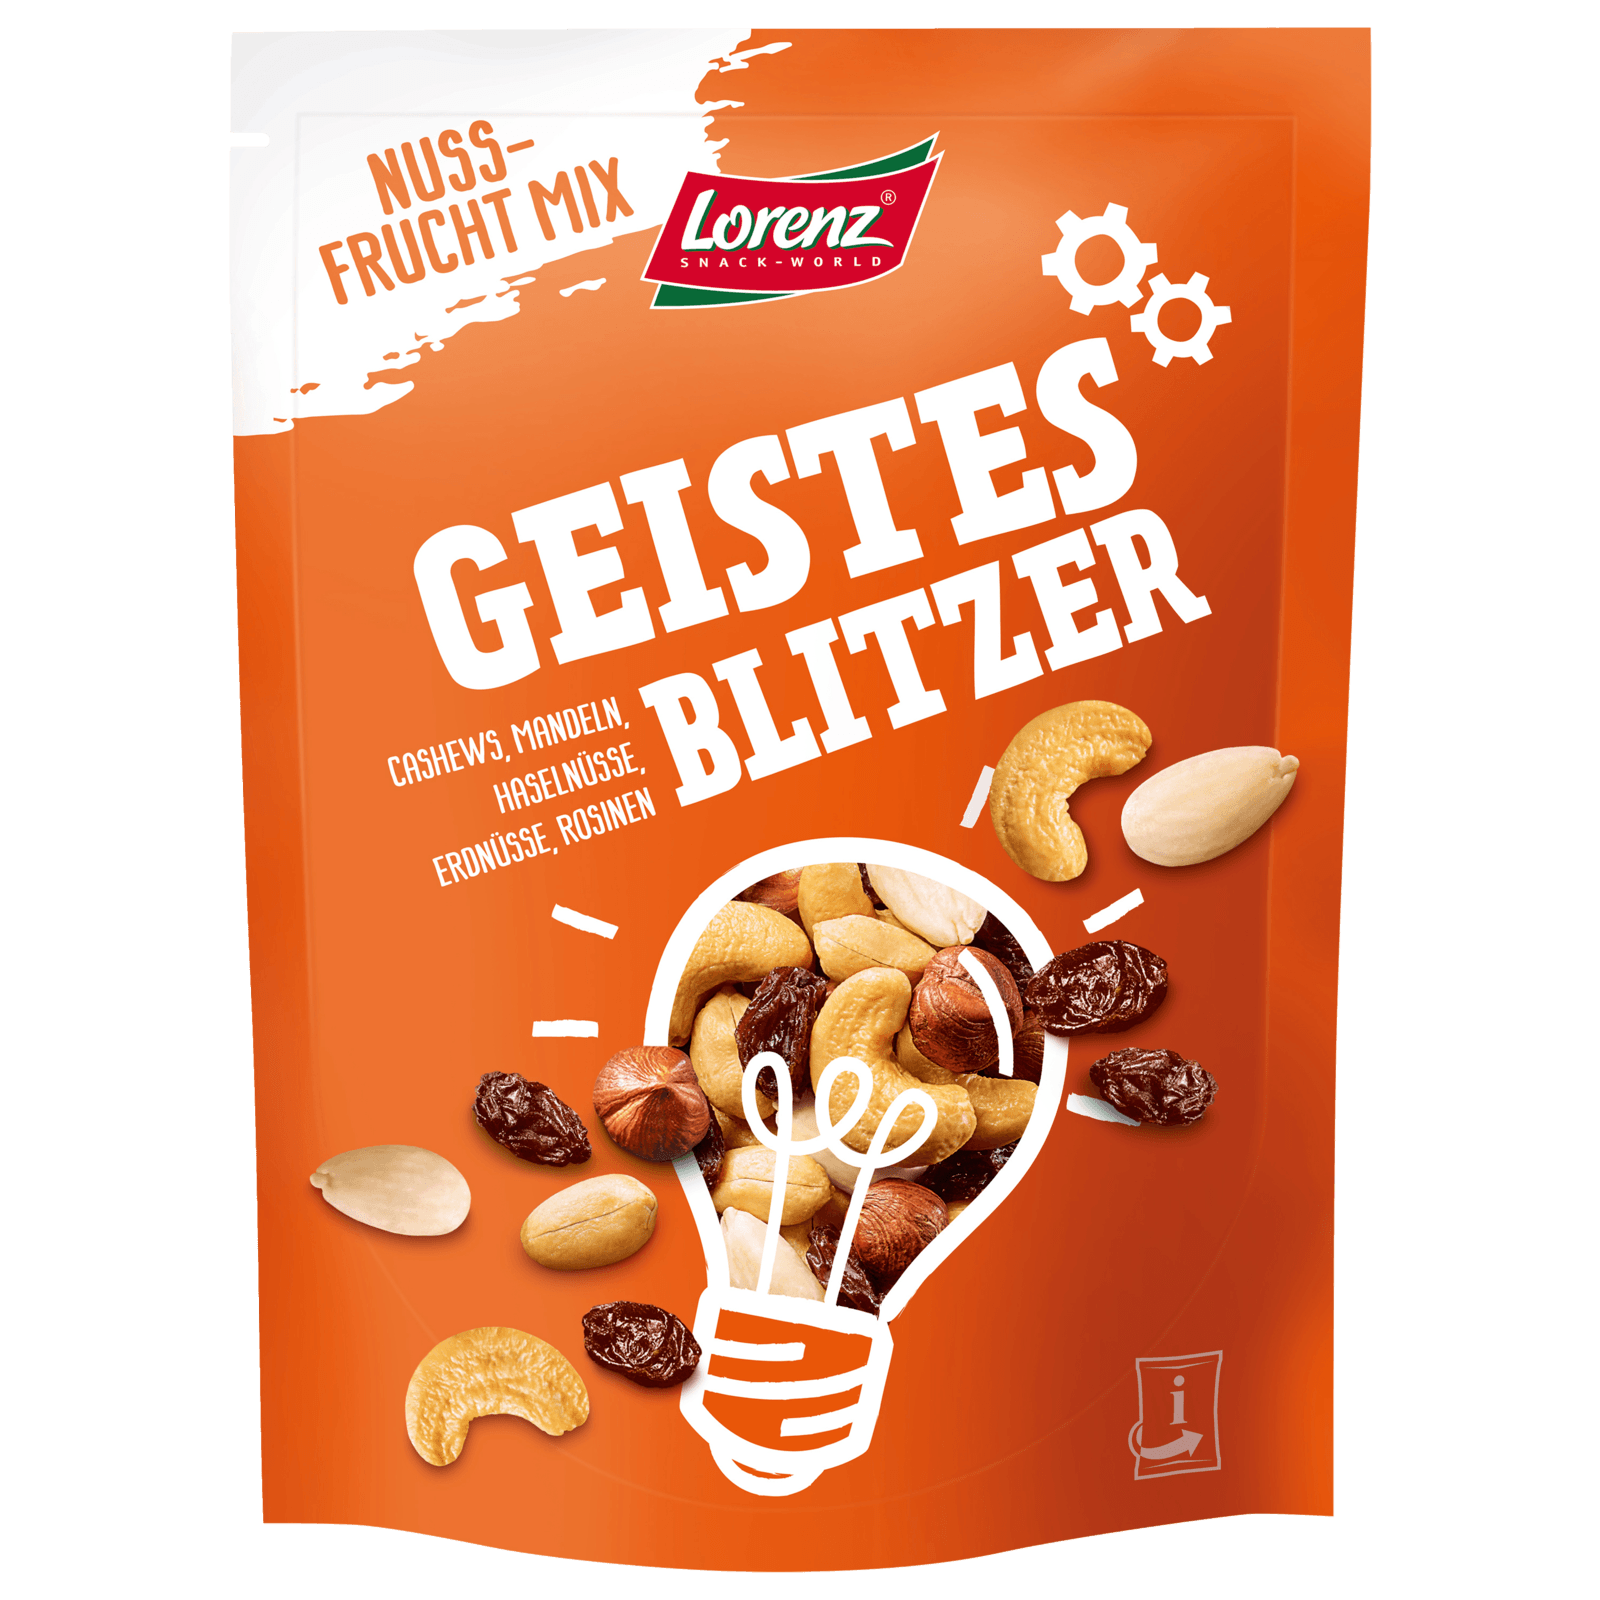 NUSS-
FRUCHT MIX
Lorenz®
SNACK-WORLD
GEISTES
BLITZER
CASHEWS, MANDELN,
HASELNÜSSE,
ERDNÜSSE, ROSINEN
i